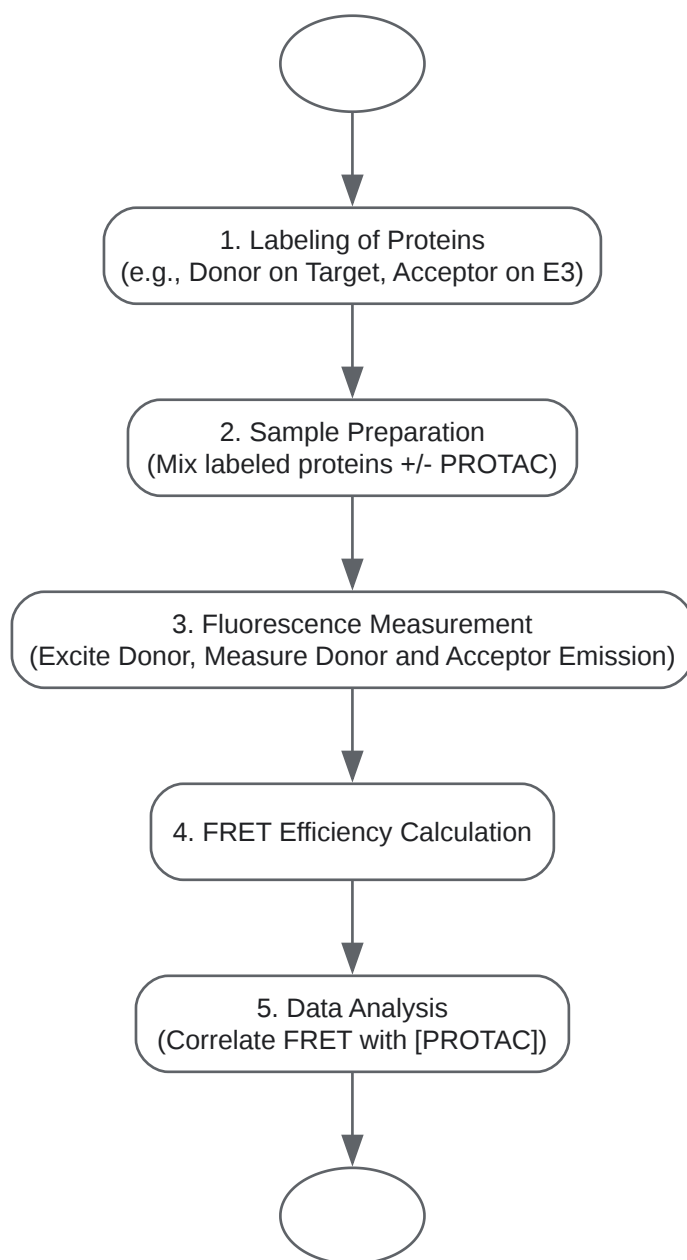 1. Labeling of Proteins
(e.g., Donor on Target, Acceptor on E3)
2. Sample Preparation
(Mix labeled proteins +/- PROTAC)
3. Fluorescence Measurement
(Excite Donor, Measure Donor and Acceptor Emission)
4. FRET Efficiency Calculation
5. Data Analysis
(Correlate FRET with [PROTAC])